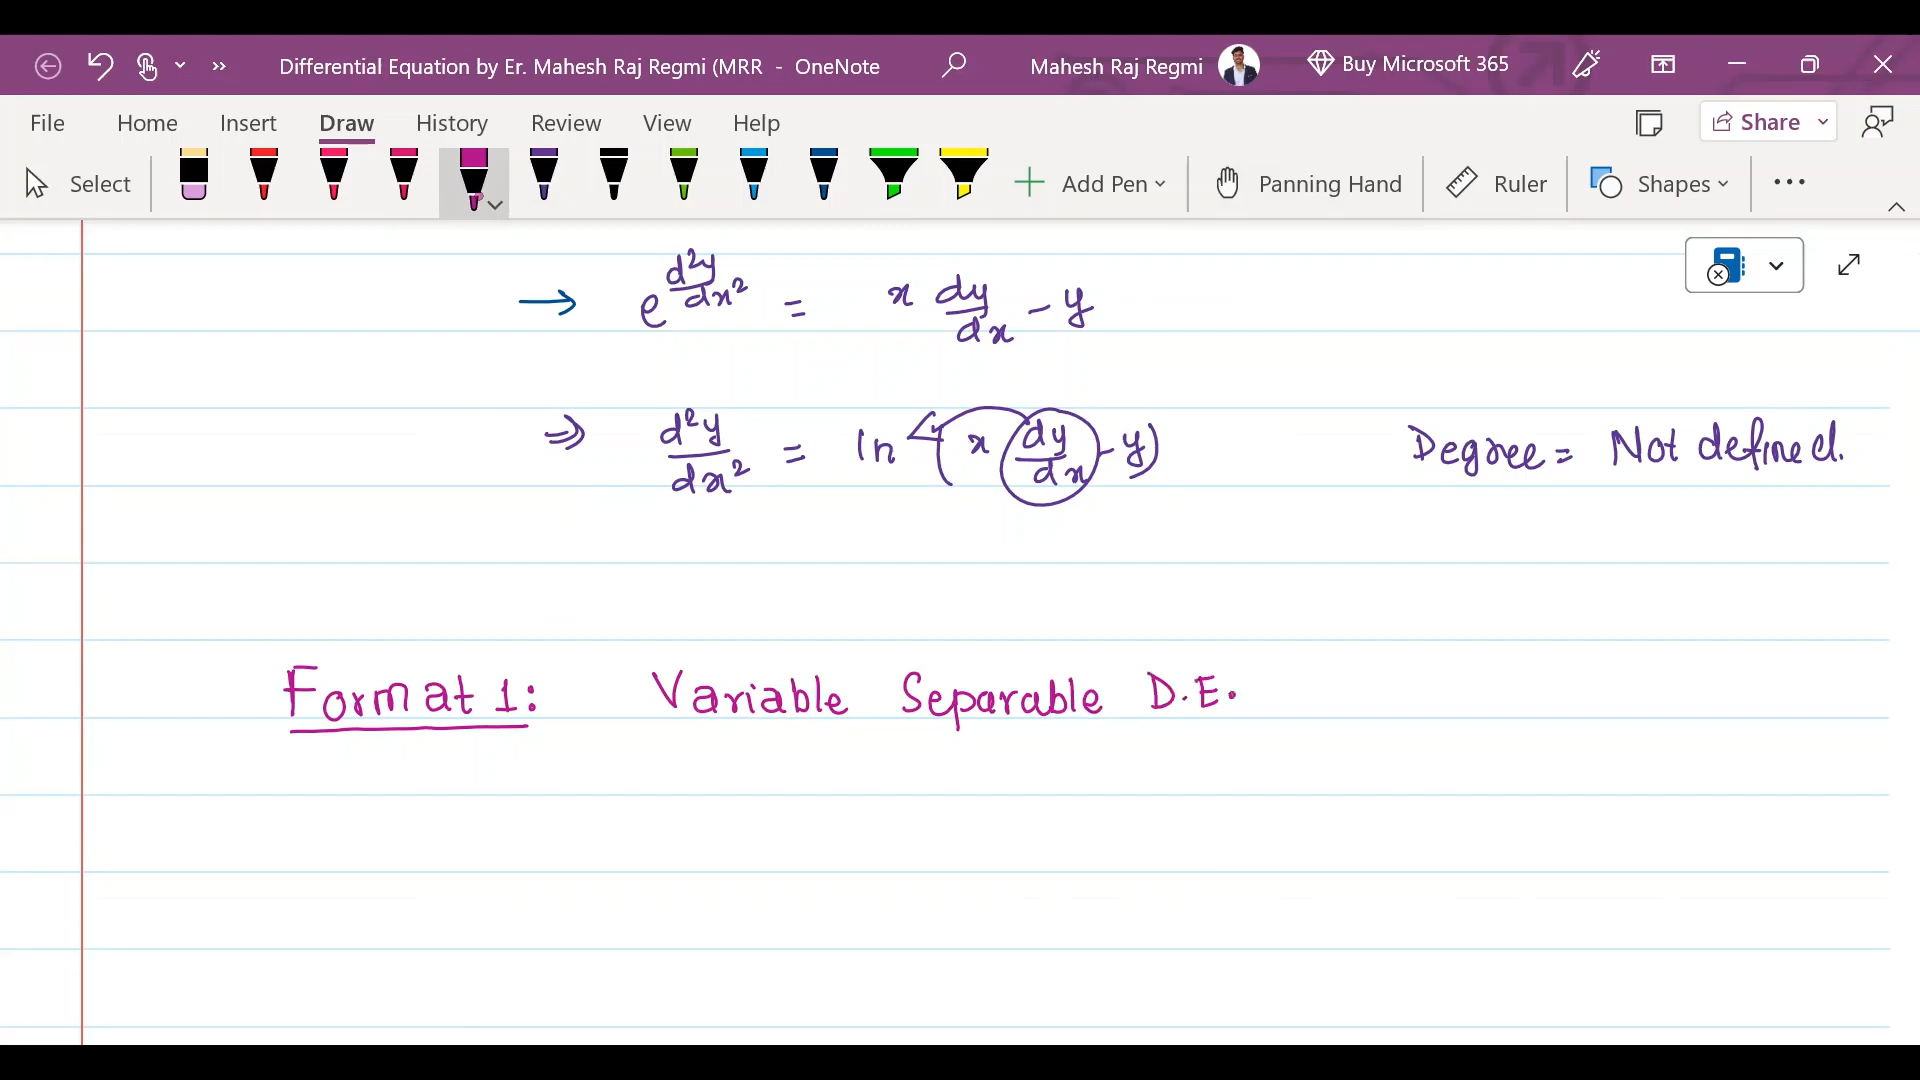 Differential Equation by Er. Mahesh Raj Regmi (MRR - OneNote Mahesh Raj Regmi Buy Microsoft 365
File Home Insert Draw History Review View Help Share
Select Add Pen Panning Hand Ruler Shapes
→ e^(d²y/dx²) = x dy/dx - y
⇒ d²y/dx² = ln (x dy/dx - y) Degree = Not defined.
Format 1: Variable Separable D.E.